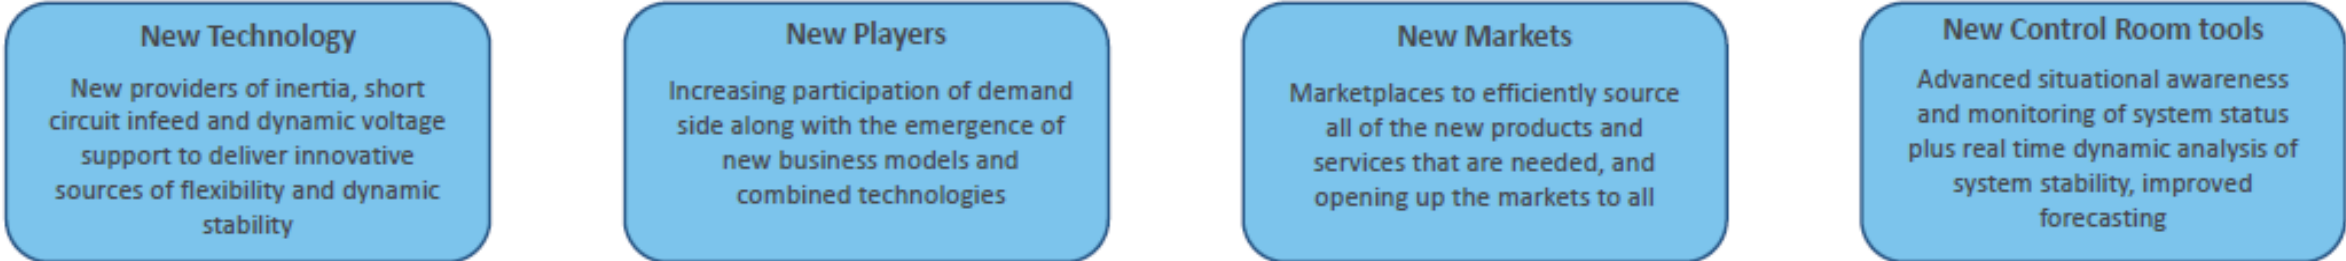 New Technology
New providers of inertia, short
circuit infeed and dynamic voltage
support to deliver innovative
sources of flexibility and dynamic
stability
New Players
Increasing participation of demand
side along with the emergence of
new business models and
combined technologies
New Markets
Marketplaces to efficiently source
all of the new products and
services that are needed, and
opening up the markets to all
New Control Room tools
Advanced situational awareness
and monitoring of system status
plus real time dynamic analysis of
system stability, improved
forecasting